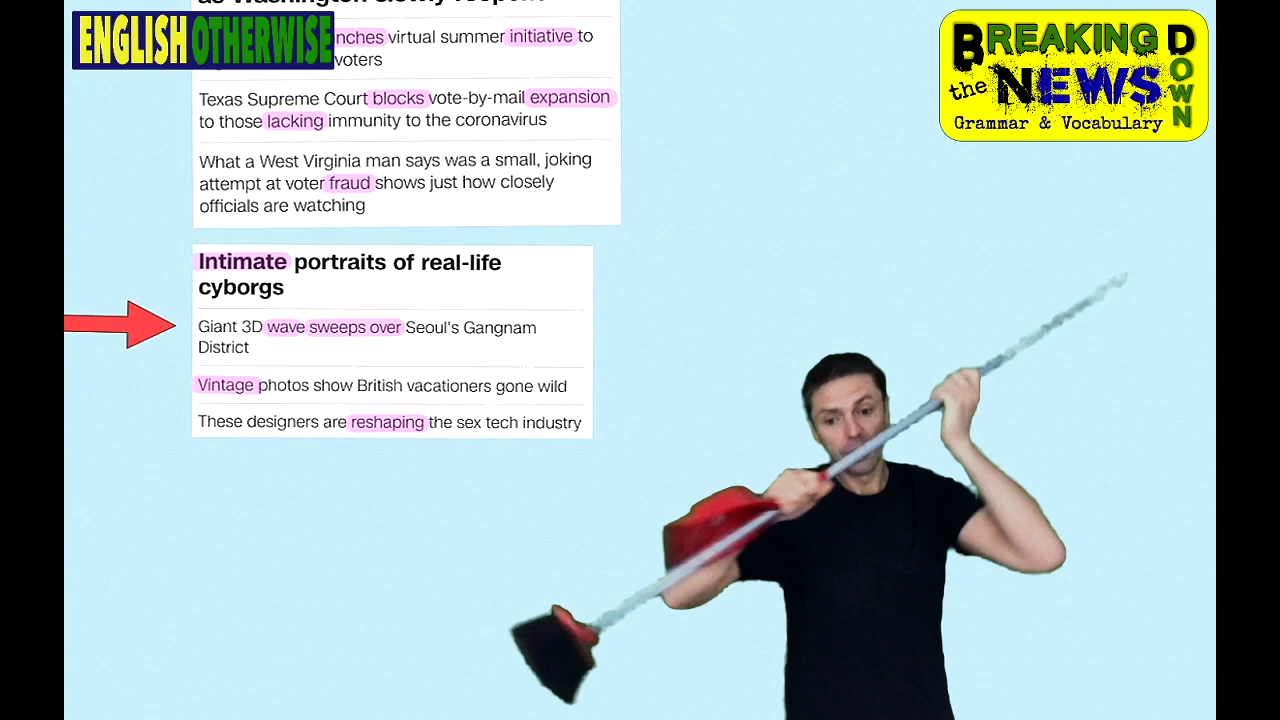 ENGLISH OTHERWISE
nches virtual summer initiative to
voters
Texas Supreme Court blocks vote-by-mail expansion
to those lacking immunity to the coronavirus
What a West Virginia man says was a small, joking
attempt at voter fraud shows just how closely
officials are watching
Intimate portraits of real-life
cyborgs
Giant 3D wave sweeps over Seoul's Gangnam
District
Vintage photos show British vacationers gone wild
These designers are reshaping the sex tech industry
BREAKING DOWN
the NEWS
Grammar & Vocabulary